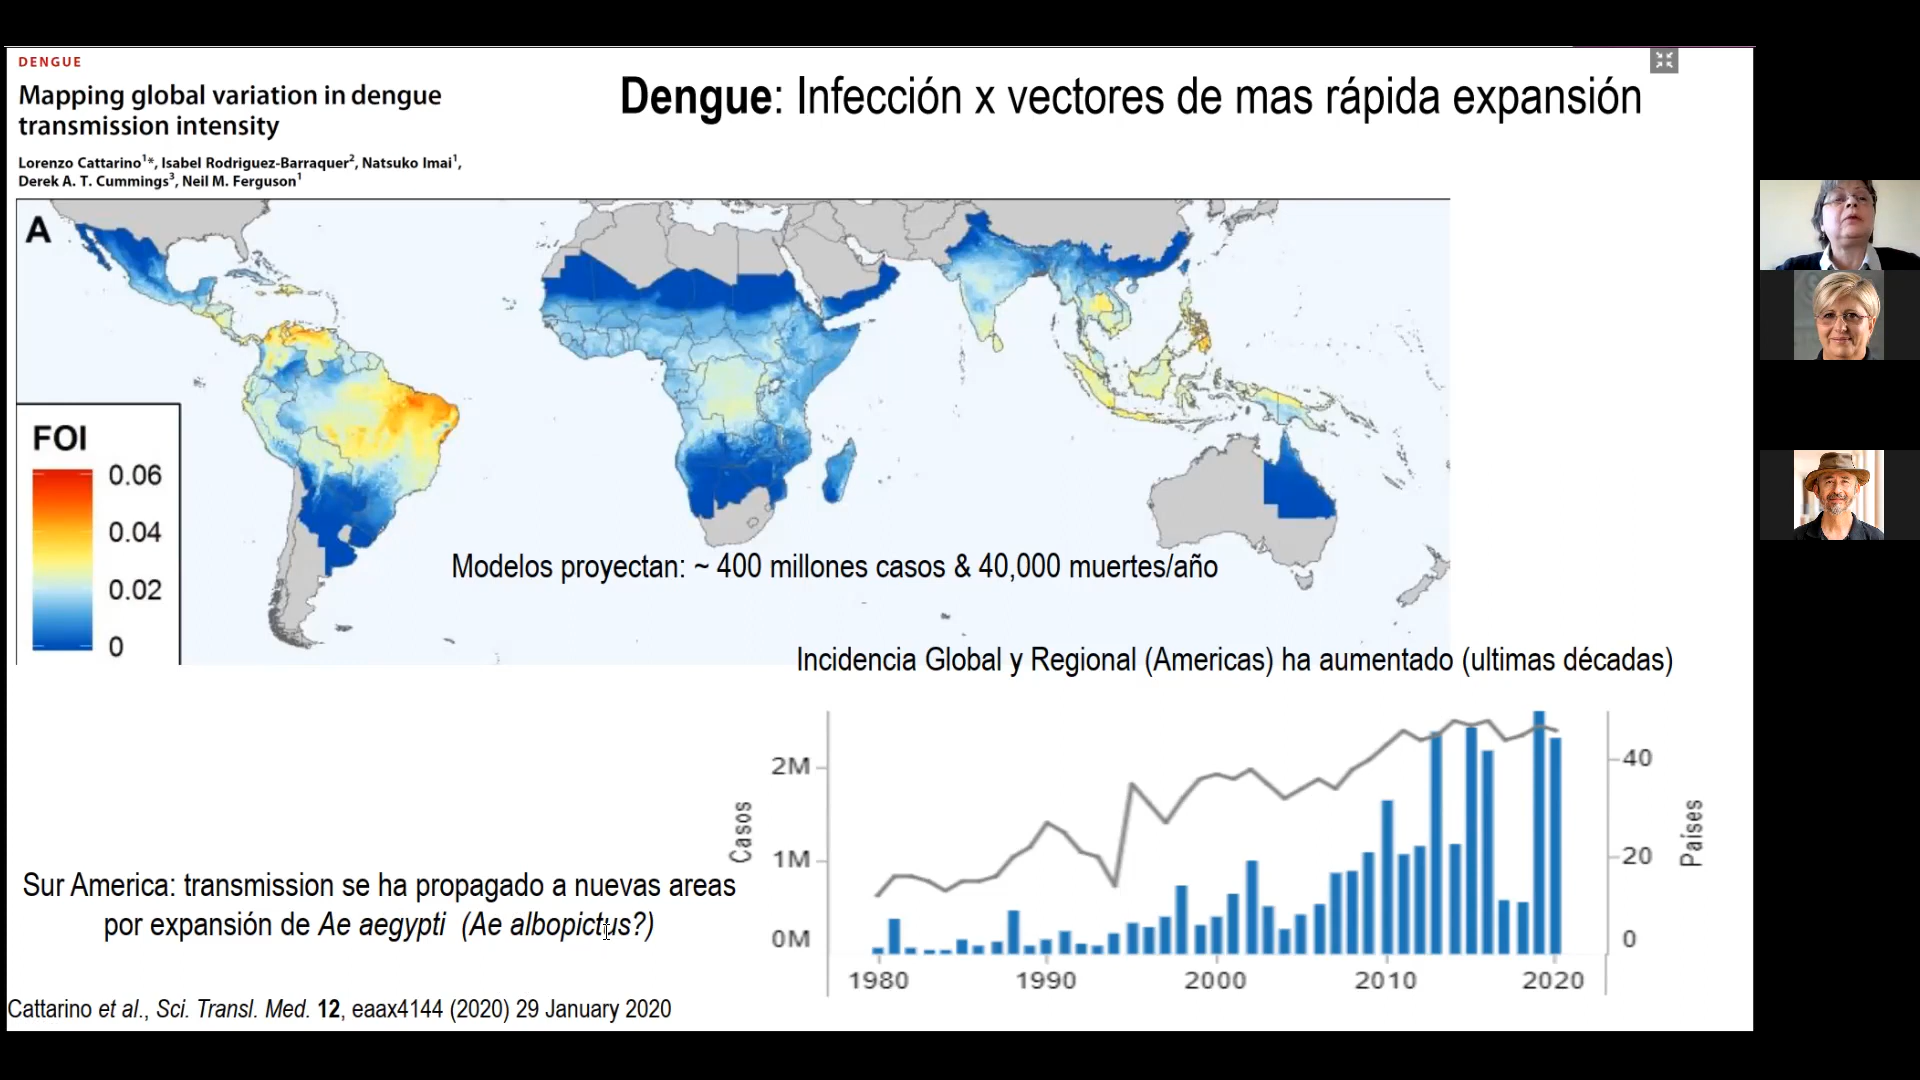 DENGUE
Mapping global variation in dengue
transmission intensity
Lorenzo Cattarino1*, Isabel Rodriguez-Barraquer2, Natsuko Imai1,
Derek A. T. Cummings3, Neil M. Ferguson1
Dengue: Infección x vectores de mas rápida expansión
A
FOI
0.06
0.04
0.02
0
Modelos proyectan: ~ 400 millones casos & 40,000 muertes/año
Incidencia Global y Regional (Americas) ha aumentado (ultimas décadas)
Casos
2M
1M
0M
40
20
0
Países
1980
1990
2000
2010
2020
Sur America: transmission se ha propagado a nuevas areas
por expansión de Ae aegypti (Ae albopictus?)
Cattarino et al., Sci. Transl. Med. 12, eaax4144 (2020) 29 January 2020